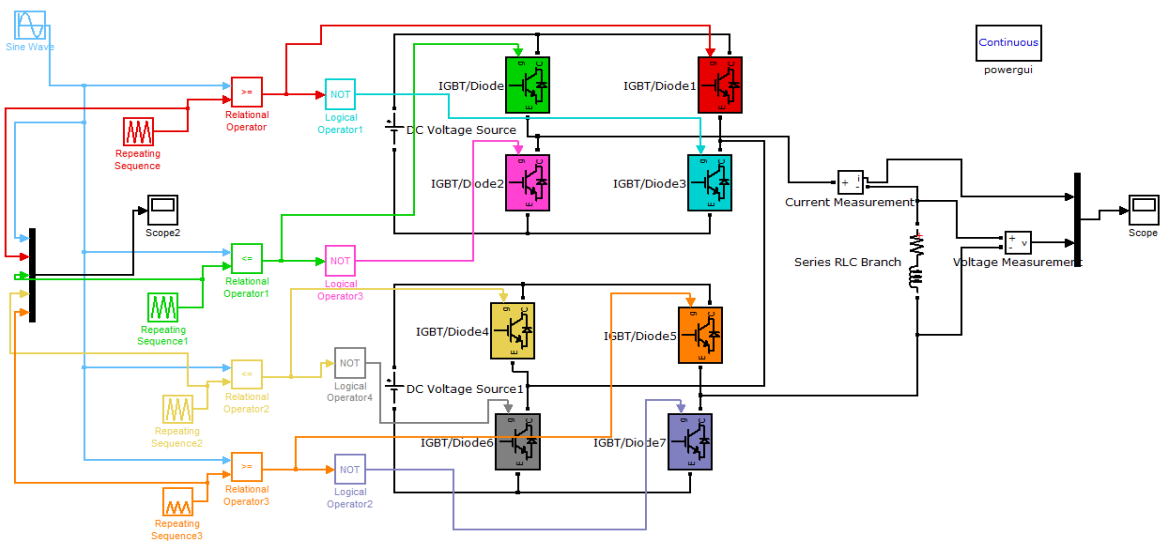 Sine Wave
Continuous
powergui
>=
Relational
Operator
NOT
Logical
Operator1
Repeating
Sequence
g
C
E
IGBT/Diode
g
C
E
IGBT/Diode1
+
DC Voltage Source
g
C
E
IGBT/Diode2
g
C
E
IGBT/Diode3
Scope2
+
i
-
Current Measurement
Scope
<=
Relational
Operator1
NOT
Logical
Operator3
Repeating
Sequence1
Series RLC Branch
+
-
v
Voltage Measurement
g
C
E
IGBT/Diode4
g
C
E
IGBT/Diode5
<=
Relational
Operator2
NOT
Logical
Operator4
+
DC Voltage Source1
Repeating
Sequence2
g
C
E
IGBT/Diode6
g
C
E
IGBT/Diode7
>=
Relational
Operator3
NOT
Logical
Operator2
Repeating
Sequence3